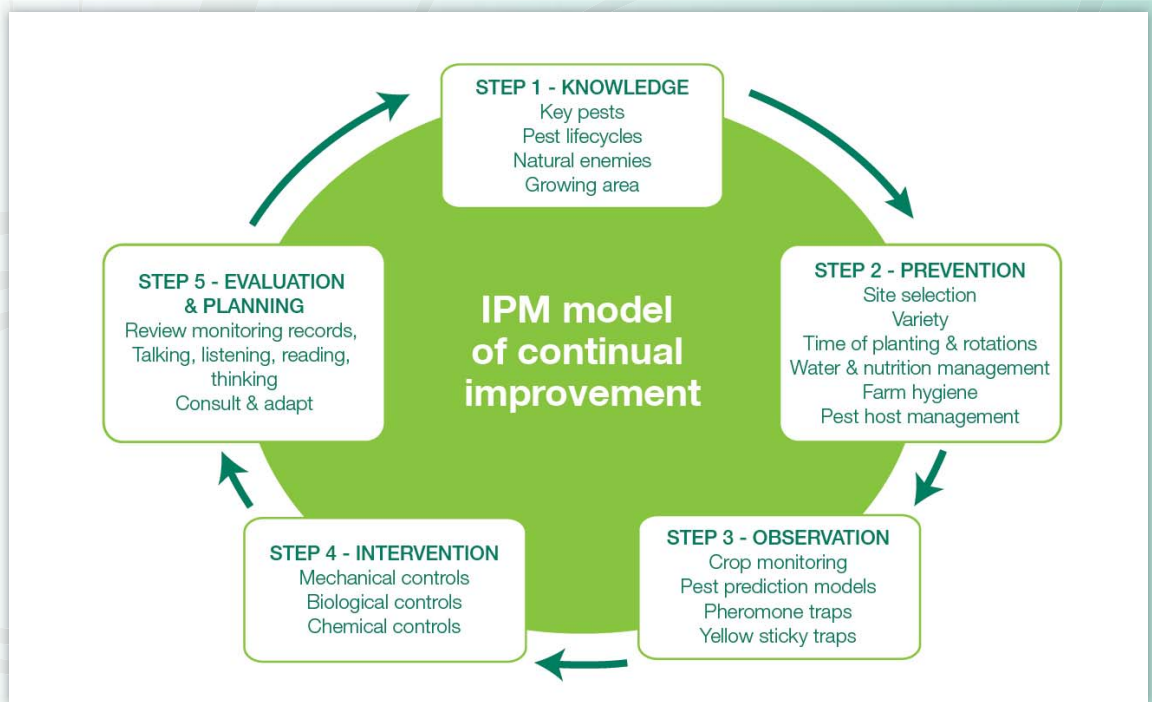 STEP 1 - KNOWLEDGE
Key pests
Pest lifecycles
Natural enemies
Growing area
STEP 2 - PREVENTION
Site selection
Variety
Time of planting & rotations
Water & nutrition management
Farm hygiene
Pest host management
STEP 3 - OBSERVATION
Crop monitoring
Pest prediction models
Pheromone traps
Yellow sticky traps
STEP 4 - INTERVENTION
Mechanical controls
Biological controls
Chemical controls
STEP 5 - EVALUATION
& PLANNING
Review monitoring records,
Talking, listening, reading,
thinking
Consult & adapt
IPM model
of continual
improvement